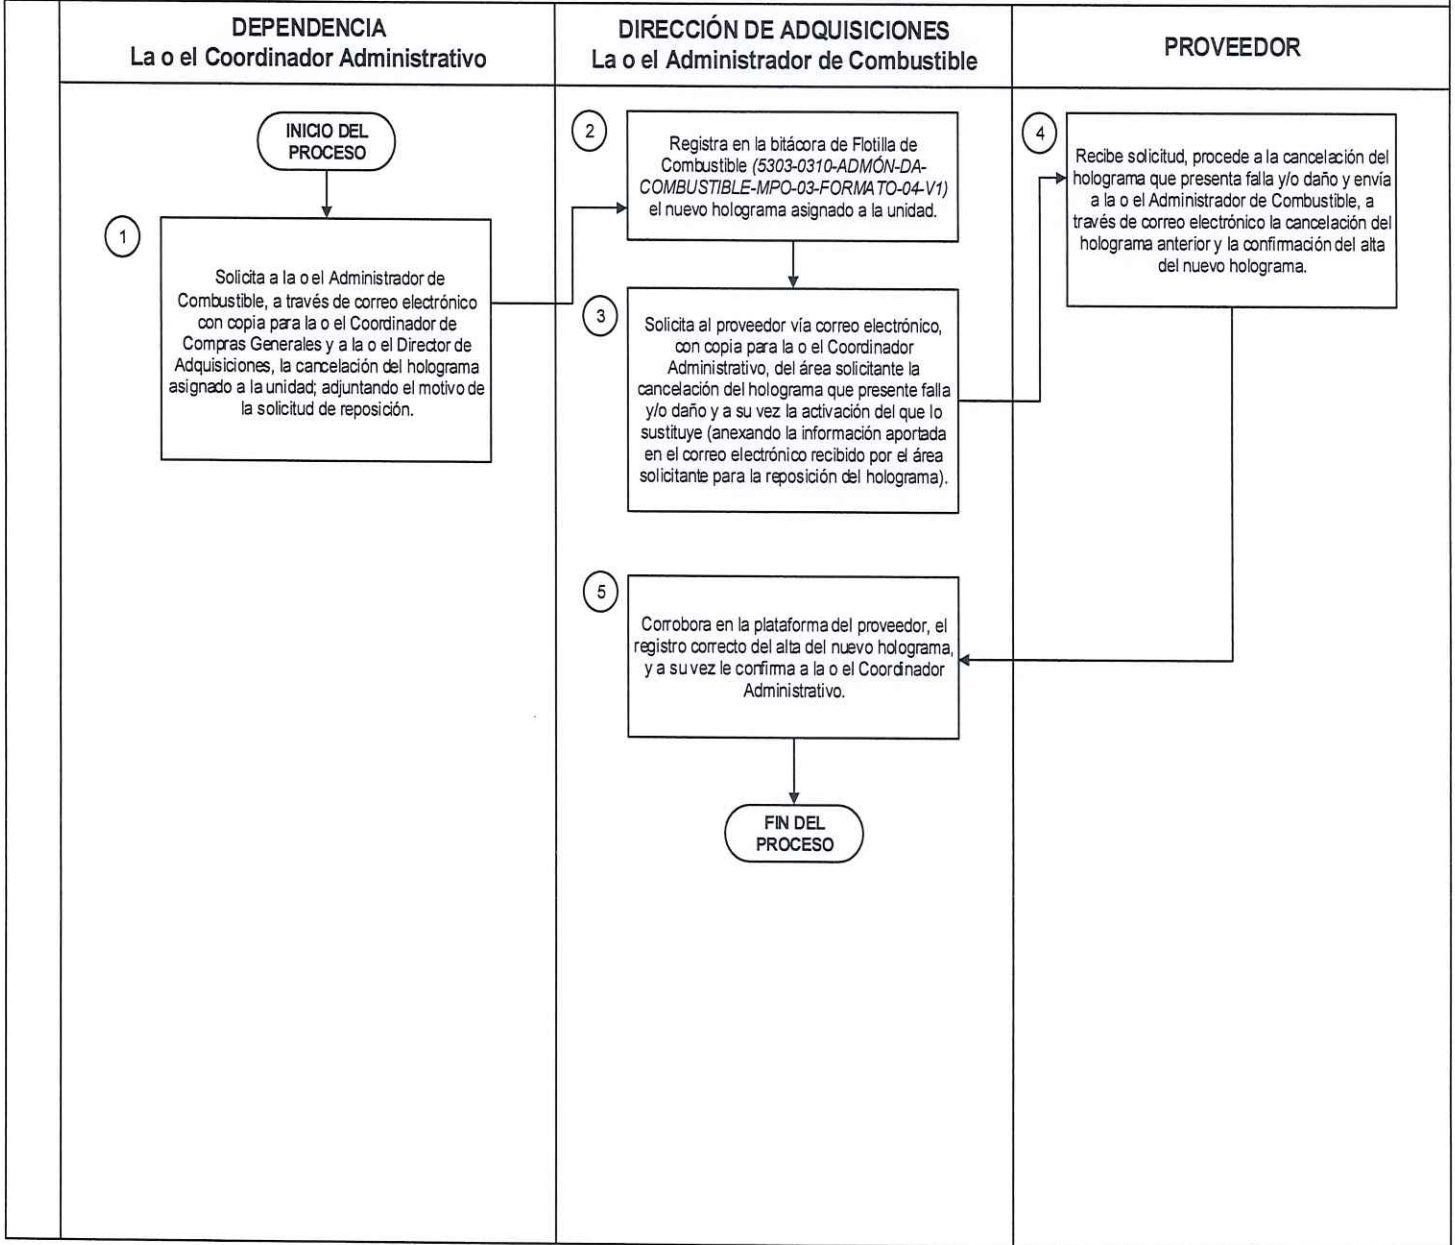 DEPENDENCIA
La o el Coordinador Administrativo
DIRECCIÓN DE ADQUISICIONES
La o el Administrador de Combustible
PROVEEDOR
INICIO DEL
PROCESO
1
Solicita a la o el Administrador de
Combustible, a través de correo electrónico
con copia para la o el Coordinador de
Compras Generales y a la o el Director de
Adquisiciones, la cancelación del holograma
asignado a la unidad; adjuntando el motivo de
la solicitud de reposición.
2
Registra en la bitácora de Flotilla de
Combustible (5303-0310-ADMÓN-DA-
COMBUSTIBLE-MPO-03-FORMATO-04-V1)
el nuevo holograma asignado a la unidad.
3
Solicita al proveedor vía correo electrónico,
con copia para la o el Coordinador
Administrativo, del área solicitante la
cancelación del holograma que presente falla
y/o daño y a su vez la activación del que lo
sustituye (anexando la información aportada
en el correo electrónico recibido por el área
solicitante para la reposición del holograma).
4
Recibe solicitud, procede a la cancelación del
holograma que presenta falla y/o daño y envía
a la o el Administrador de Combustible, a
través de correo electrónico la cancelación del
holograma anterior y la confirmación del alta
del nuevo holograma.
5
Corrobora en la plataforma del proveedor, el
registro correcto del alta del nuevo holograma,
y a su vez le confirma a la o el Coordinador
Administrativo.
FIN DEL
PROCESO